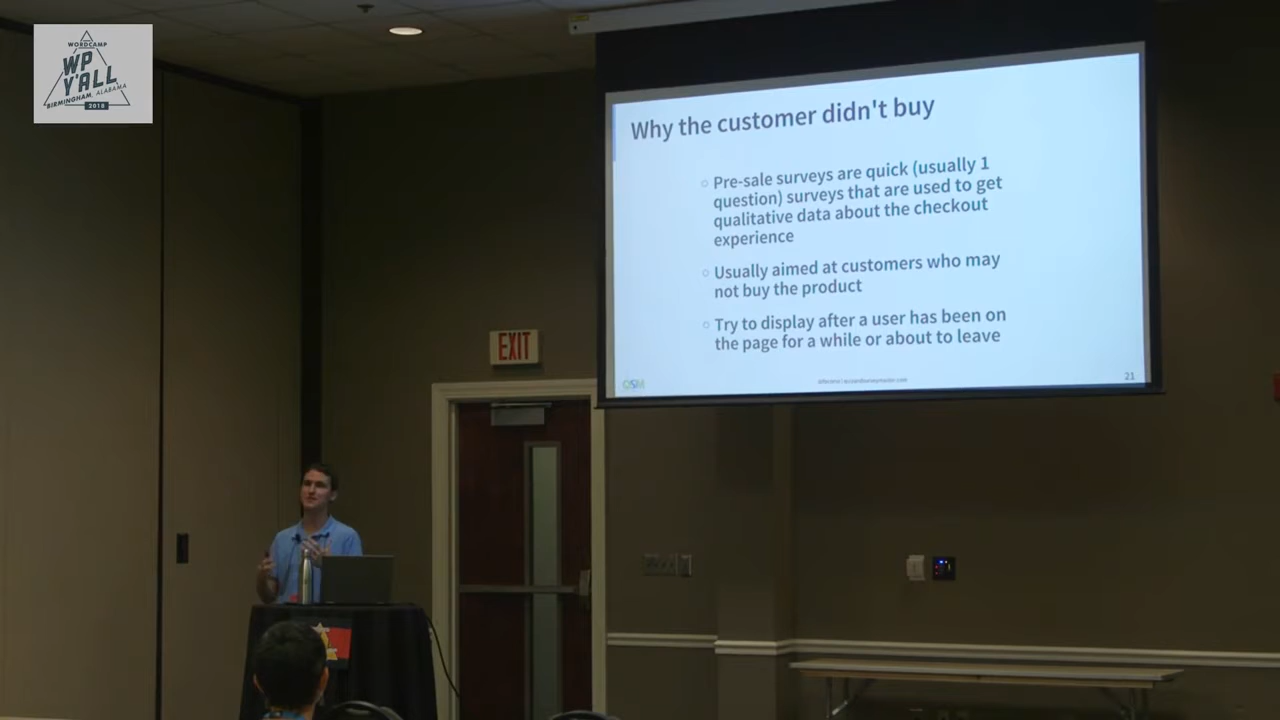 WORDCAMP
WP
Y'ALL
BIRMINGHAM, ALABAMA
2018
Why the customer didn't buy
Pre-sale surveys are quick (usually 1
question) surveys that are used to get
qualitative data about the checkout
experience
Usually aimed at customers who may
not buy the product
Try to display after a user has been on
the page for a while or about to leave
QSM
21
EXIT